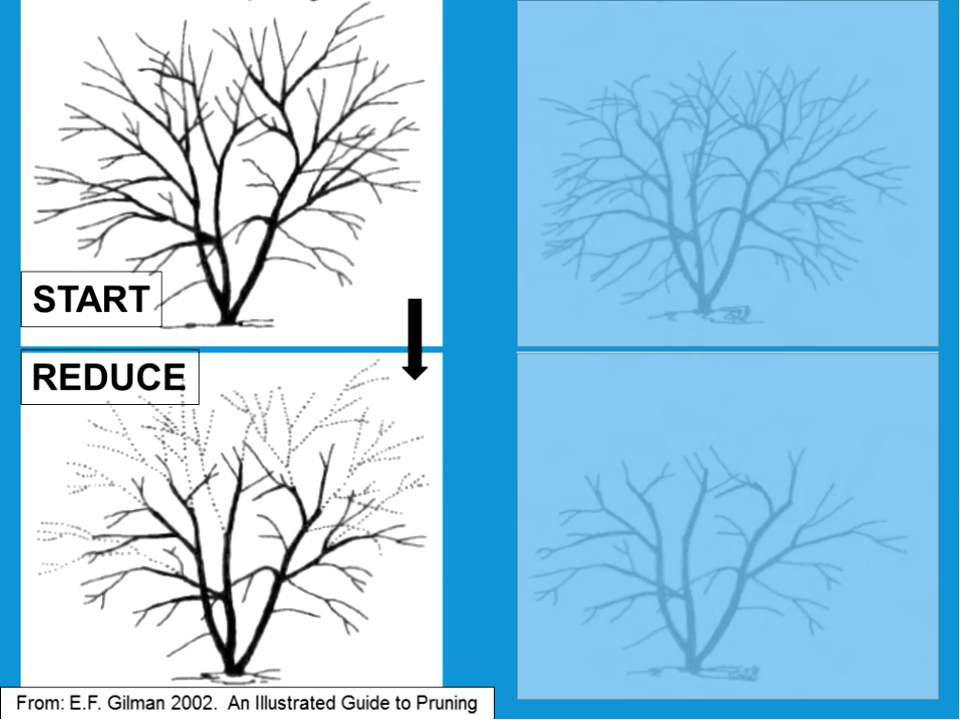 START
REDUCE
From: E.F. Gilman 2002. An Illustrated Guide to Pruning